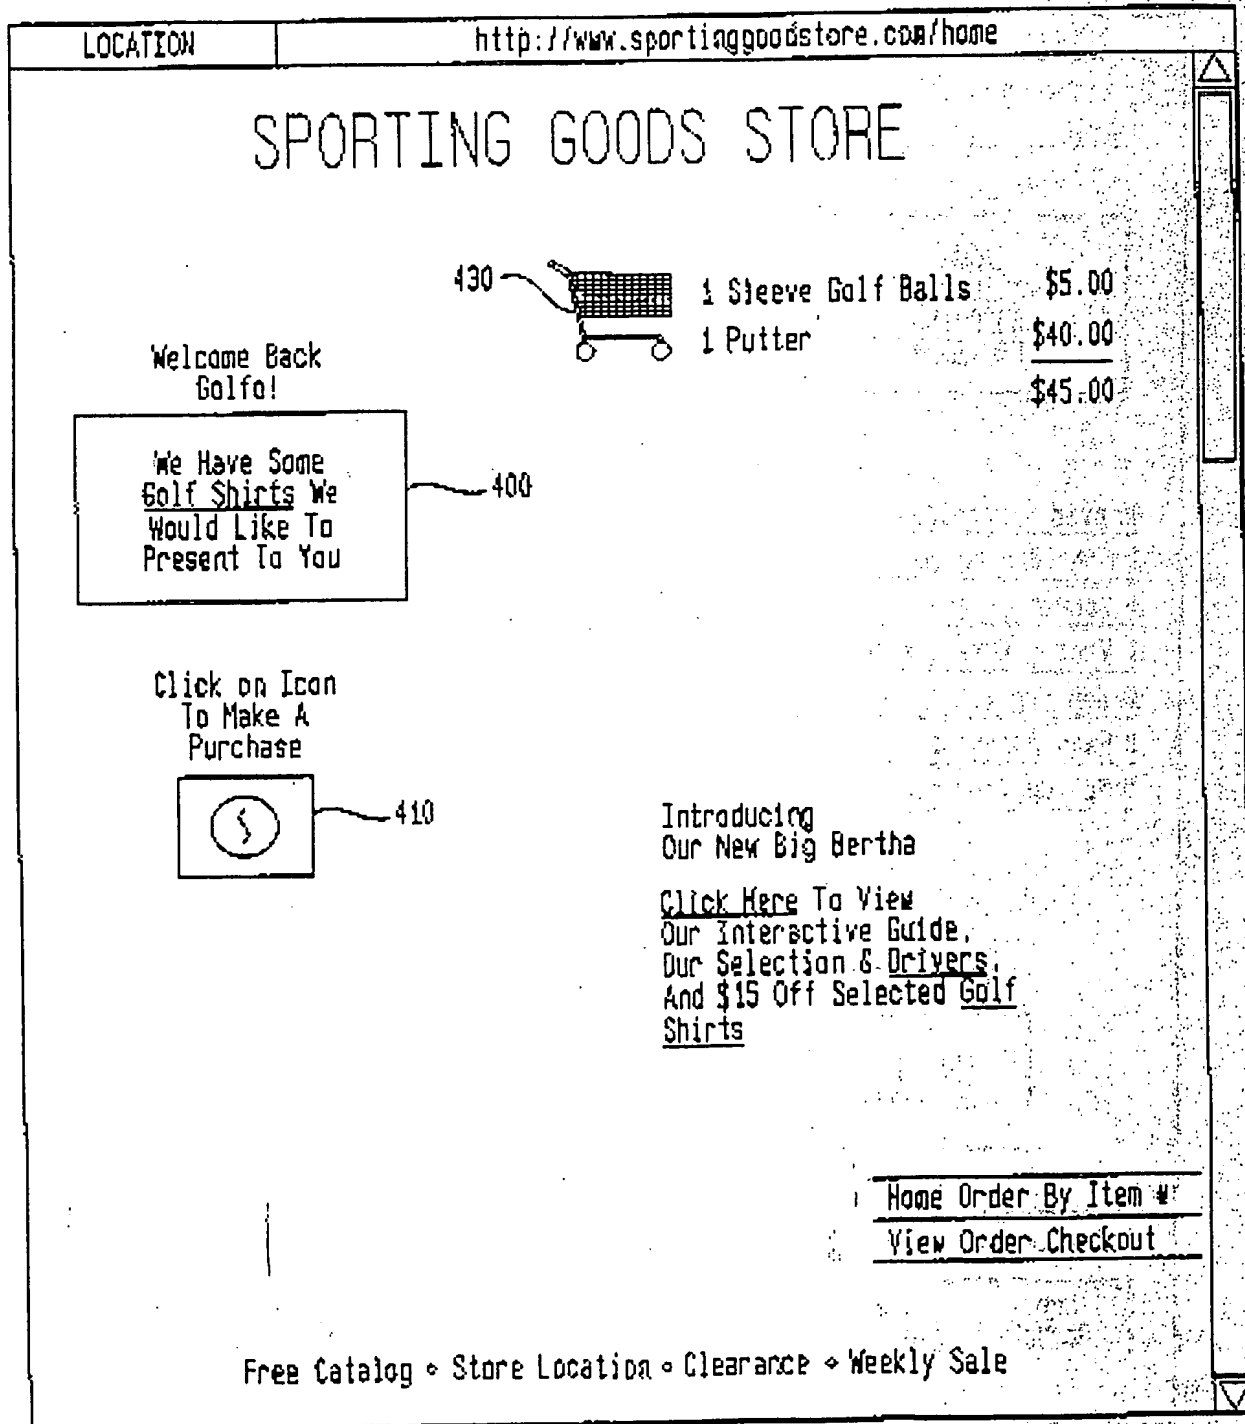 LOCATION http://www.sportinggoodstore.com/home
SPORTING GOODS STORE
430
1 Sleeve Golf Balls $5.00
1 Putter $40.00
$45.00
Welcome Back
Golfo!
We Have Some
Golf Shirts We
Would Like To
Present To You
400
Click on Icon
To Make A
Purchase
410
Introducing
Our New Big Bertha
Click Here To View
Our Interactive Guide,
Our Selection & Drivers,
And $15 Off Selected Golf
Shirts
Home Order By Item #
View Order Checkout
Free Catalog ⋄ Store Location ⋄ Clearance ⋄ Weekly Sale